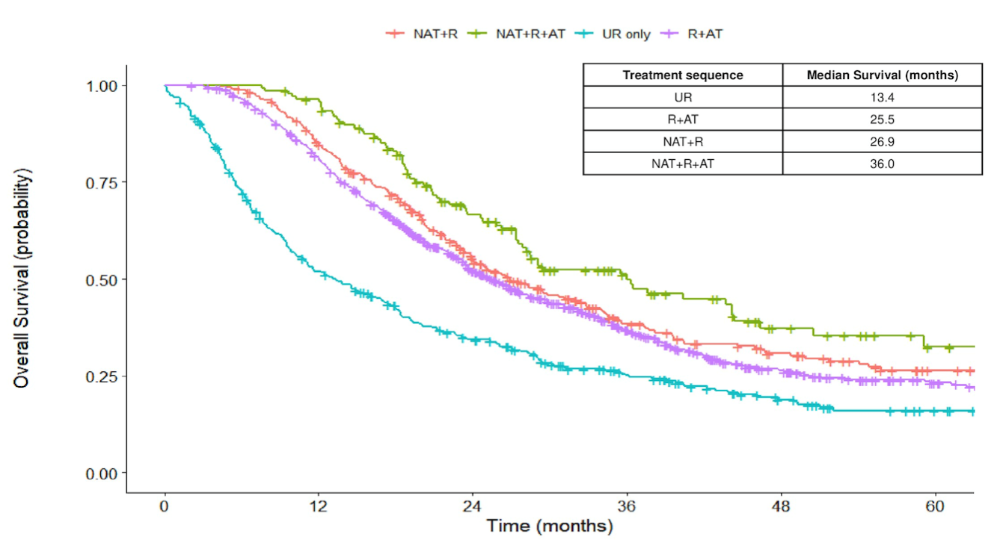 NAT+R NAT+R+AT UR only R+AT
Treatment sequence Median Survival (months)
UR 13.4
R+AT 25.5
NAT+R 26.9
NAT+R+AT 36.0
Overall Survival (probability)
1.00
0.75
0.50
0.25
0.00
0 12 24 36 48 60
Time (months)